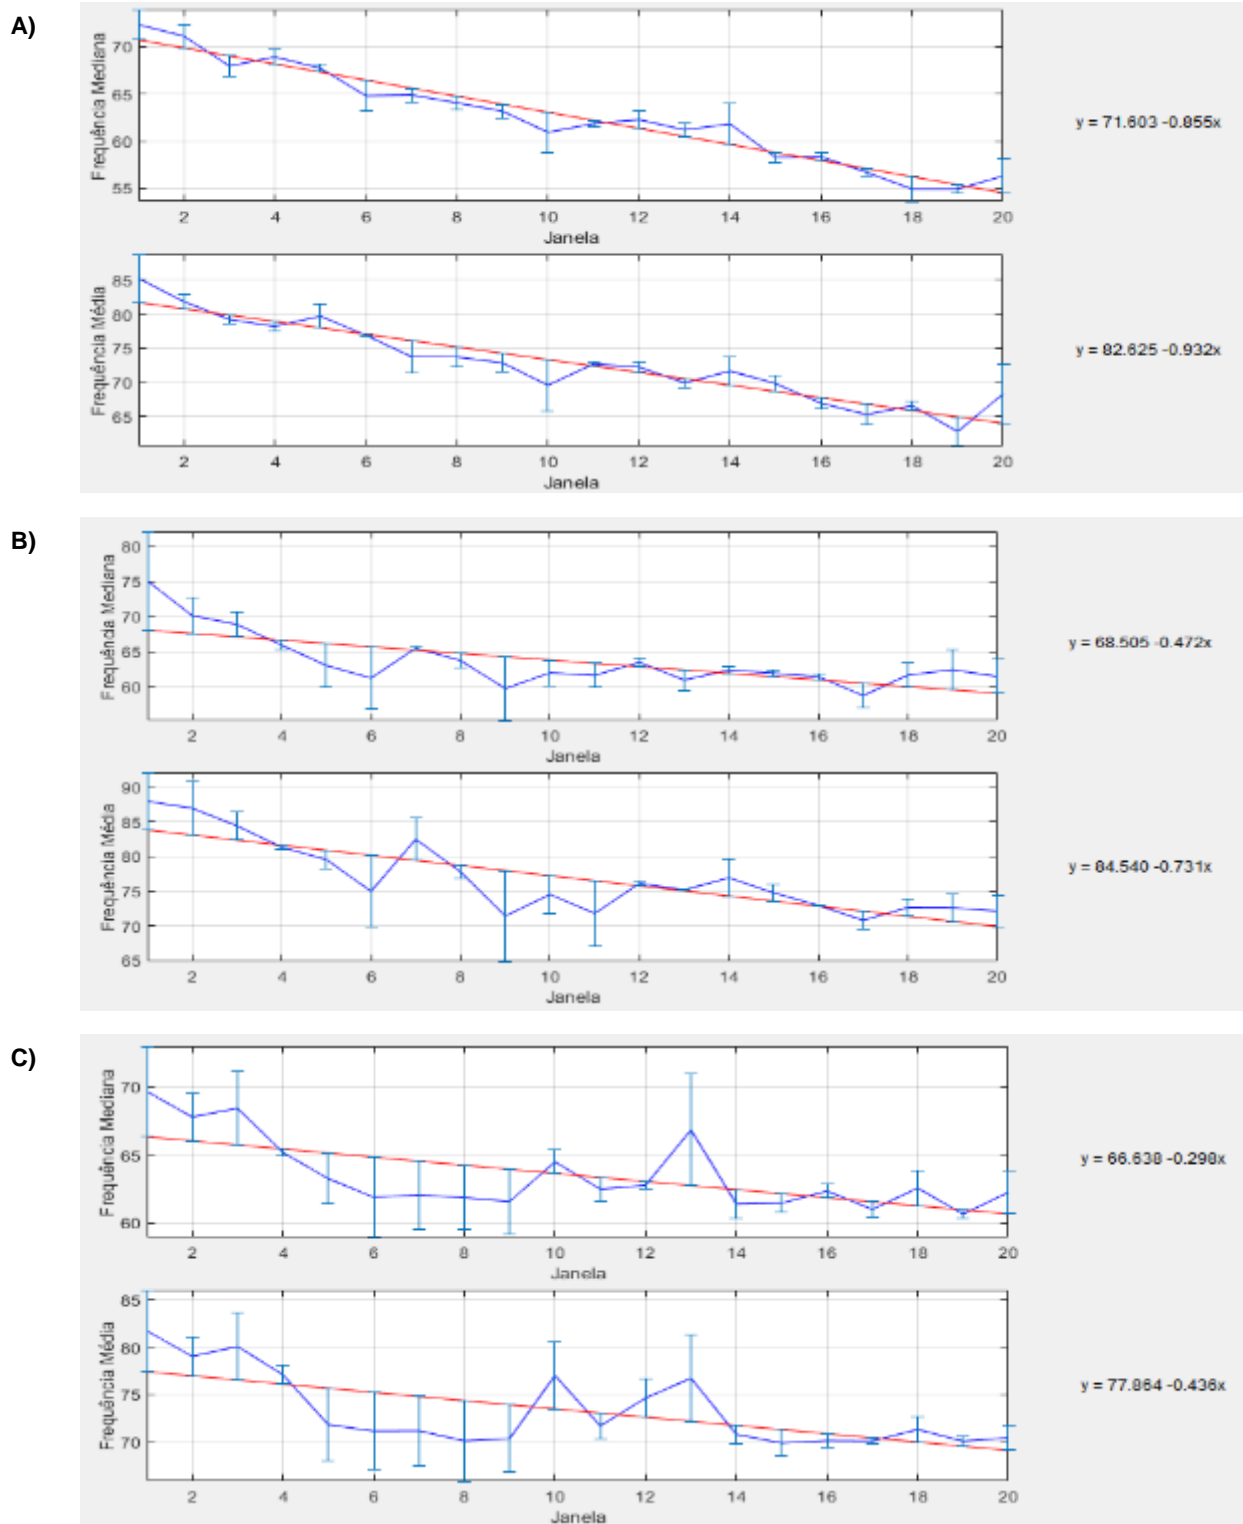 A)
Frequência Mediana
70
65
60
55
2 4 6 8 10 12 14 16 18 20
Janela
y = 71.603 -0.855x
Frequência Média
85
80
75
70
65
2 4 6 8 10 12 14 16 18 20
Janela
y = 82.625 -0.932x
B)
Frequência Mediana
80
75
70
65
60
2 4 6 8 10 12 14 16 18 20
Janela
y = 68.505 -0.472x
Frequência Média
90
85
80
75
70
65
2 4 6 8 10 12 14 16 18 20
Janela
y = 84.540 -0.731x
C)
Frequência Mediana
70
65
60
2 4 6 8 10 12 14 16 18 20
Janela
y = 66.638 -0.298x
Frequência Média
85
80
75
70
2 4 6 8 10 12 14 16 18 20
Janela
y = 77.864 -0.436x